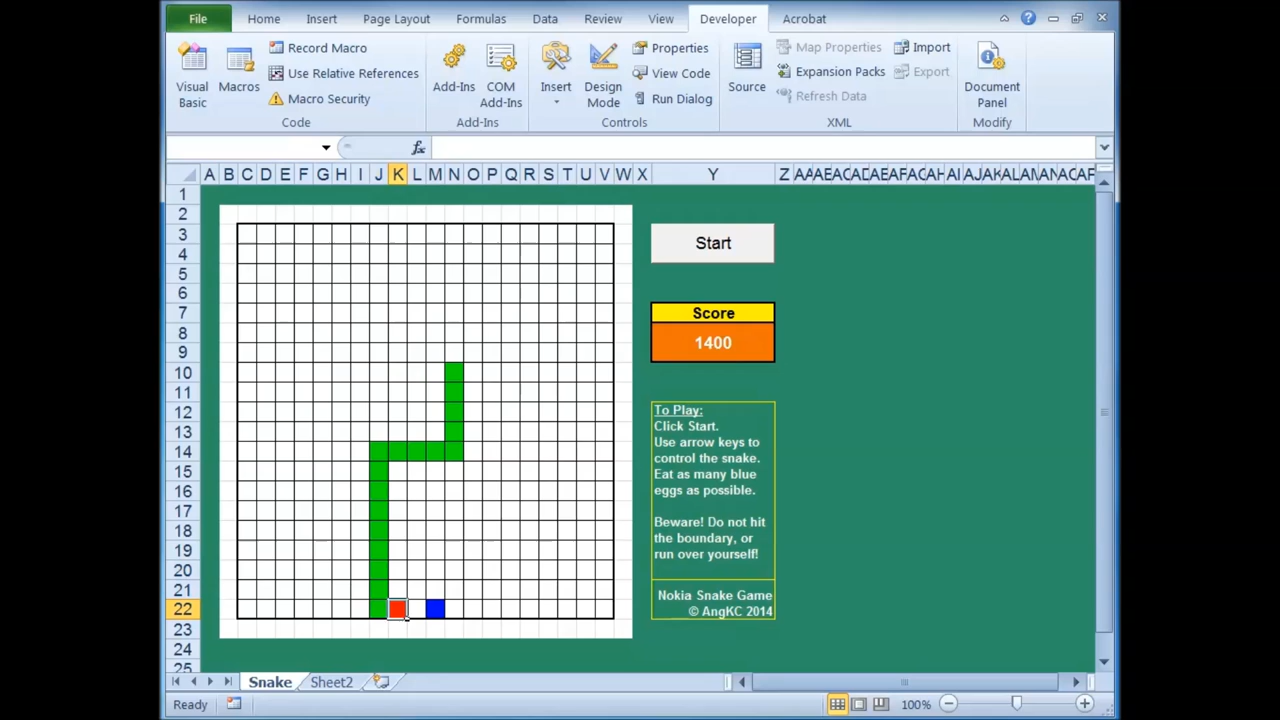 File Home Insert Page Layout Formulas Data Review View Developer Acrobat
Visual Basic
Macros
Record Macro
Use Relative References
Macro Security
Code
Add-Ins
COM Add-Ins
Add-Ins
Insert
Design Mode
Properties
View Code
Run Dialog
Controls
Source
Map Properties
Expansion Packs
Refresh Data
Import
Export
XML
Document Panel
Modify
fx
A B C D E F G H I J K L M N O P Q R S T U V W X Y Z
1
2
3
4
5
6
7
8
9
10
11
12
13
14
15
16
17
18
19
20
21
22
23
24
25
Start
Score
1400
To Play:
Click Start.
Use arrow keys to
control the snake.
Eat as many blue
eggs as possible.
Beware! Do not hit
the boundary, or
run over yourself!
Nokia Snake Game
© AngKC 2014
Snake Sheet2
Ready 100%